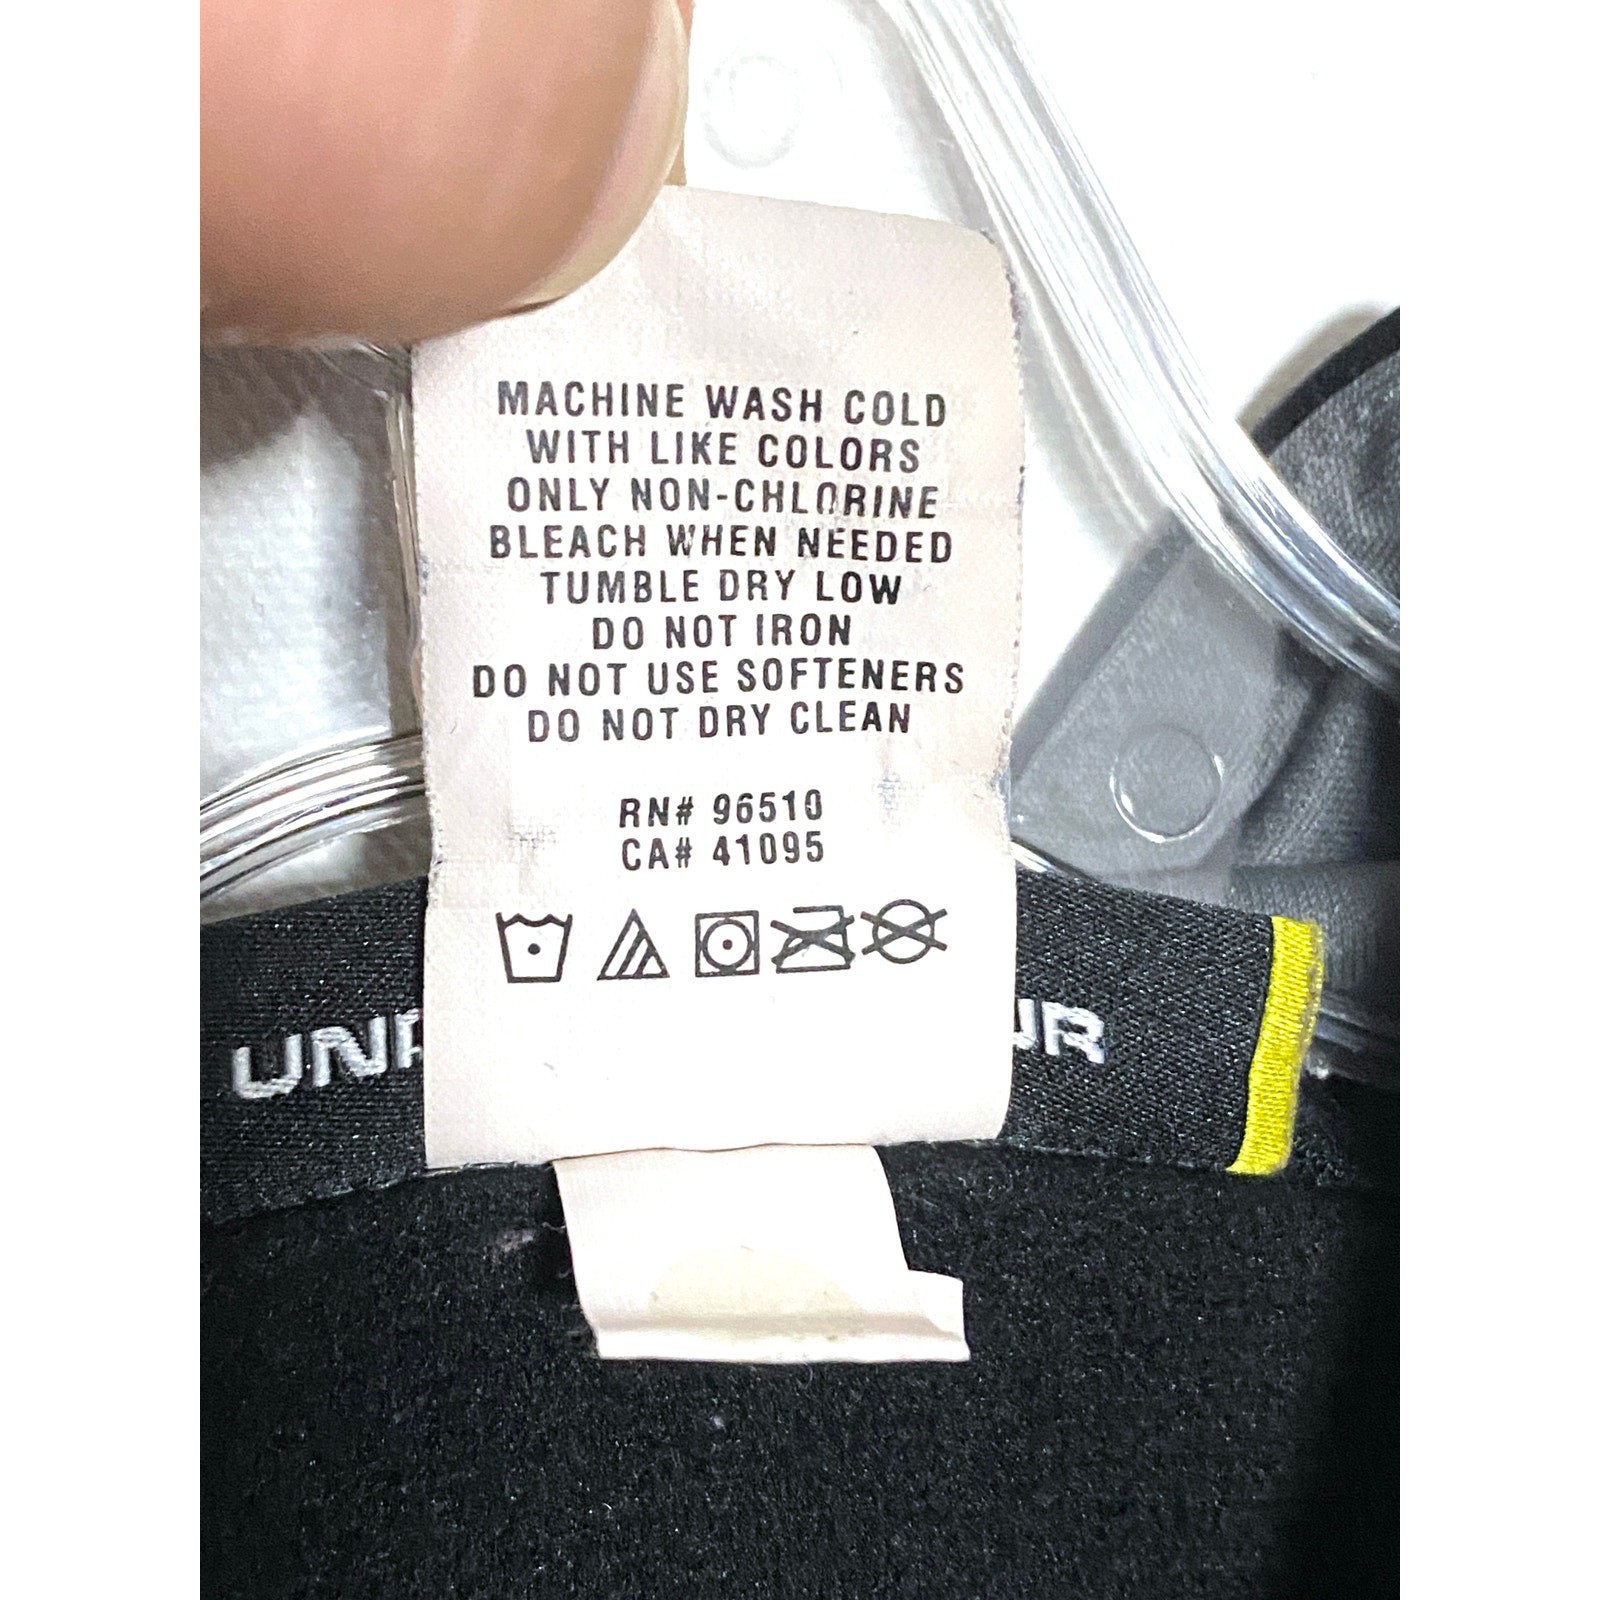 MACHINE WASH COLD
WITH LIKE COLORS
ONLY NON-CHLORINE
BLEACH WHEN NEEDED
TUMBLE DRY LOW
DO NOT IRON
DO NOT USE SOFTENERS
DO NOT DRY CLEAN
RN# 96510
CA# 41095